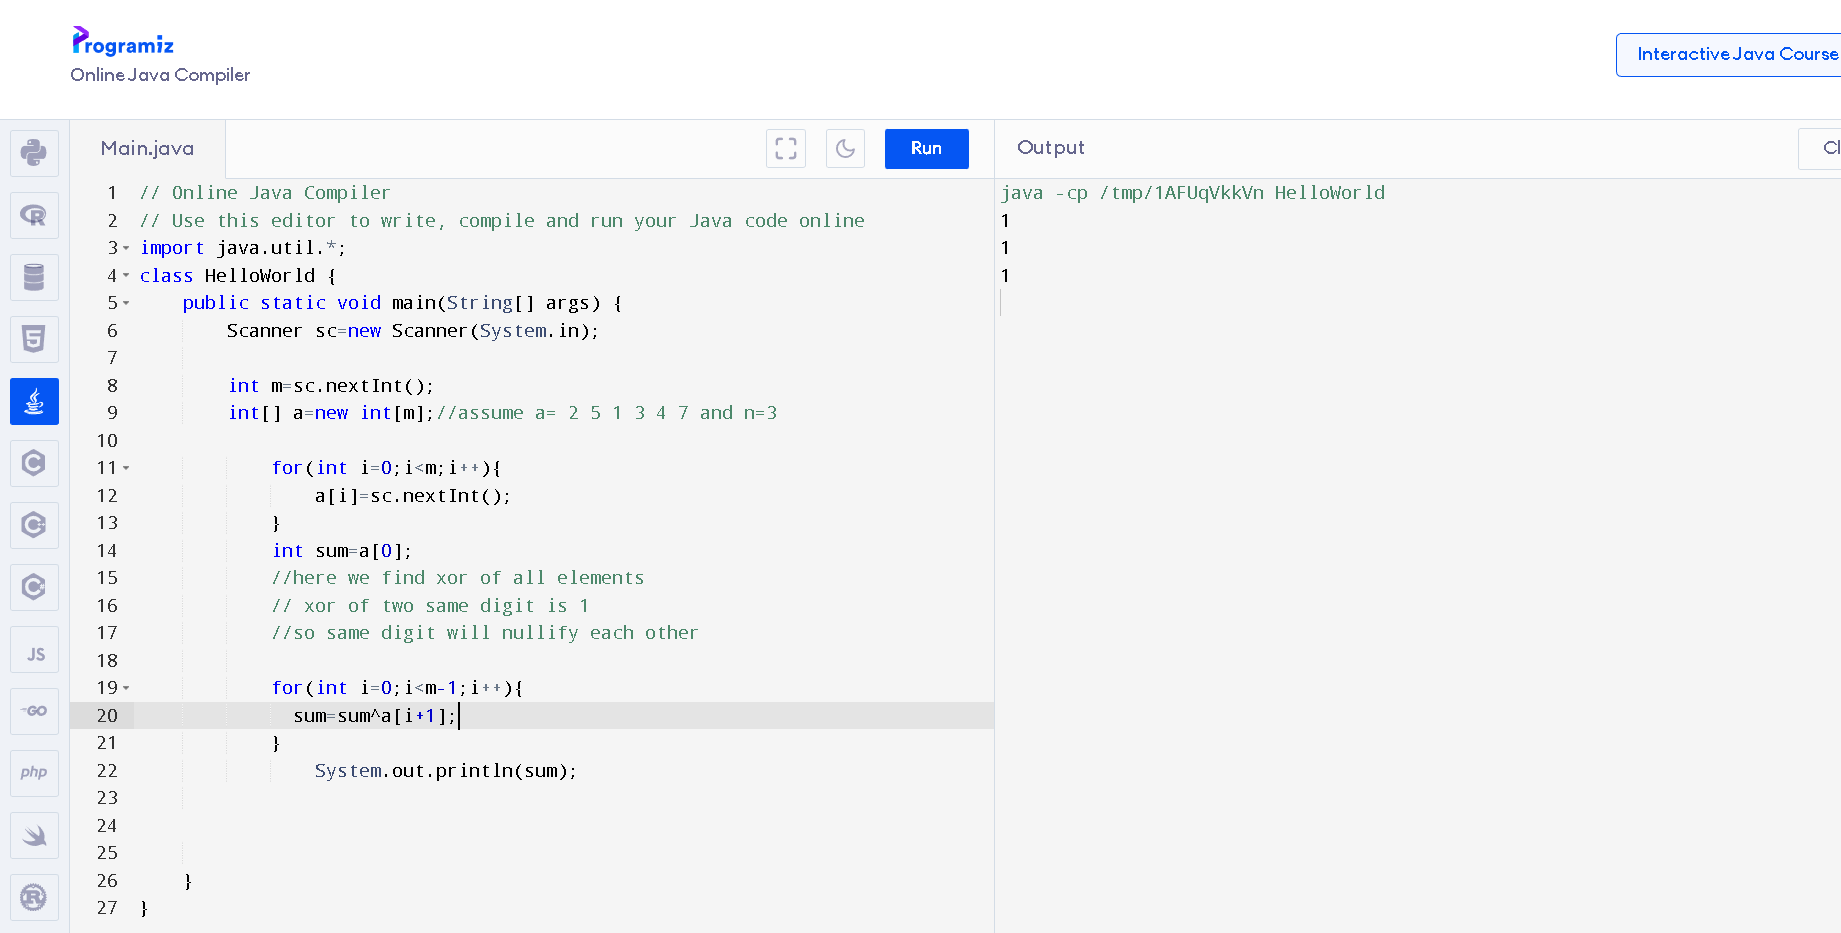 Programiz
Online Java Compiler
Interactive Java Course
Main.java
Run
Output
Cl
1 // Online Java Compiler
2 // Use this editor to write, compile and run your Java code online
3 import java.util.*;
4 class HelloWorld {
5 public static void main(String[] args) {
6 Scanner sc=new Scanner(System.in);
7
8 int m=sc.nextInt();
9 int[] a=new int[m];//assume a= 2 5 1 3 4 7 and n=3
10
11 for(int i=0;i<m;i++){
12 a[i]=sc.nextInt();
13 }
14 int sum=a[0];
15 //here we find xor of all elements
16 // xor of two same digit is 1
17 //so same digit will nullify each other
18
19 for(int i=0;i<m-1;i++){
20 sum=sum^a[i+1];
21 }
22 System.out.println(sum);
23
24
25
26 }
27 }
java -cp /tmp/1AFUqVkkVn HelloWorld
1
1
1
R
5
C
C
C
JS
GO
php
R